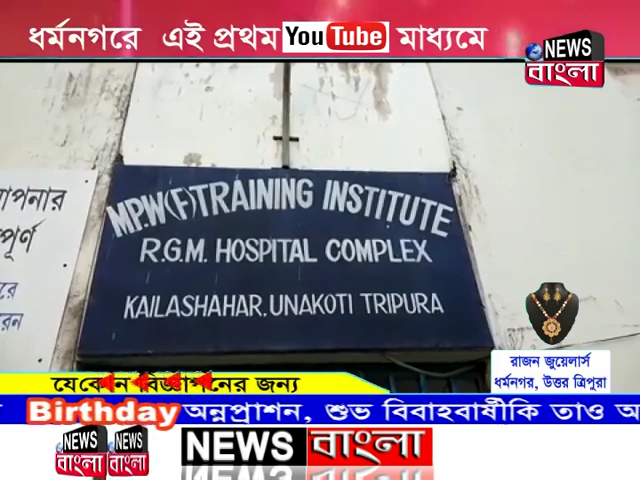 ধর্মনগরে এই প্রথম YouTube মাধ্যমে
NEWS
বাংলা
MP.W(F)TRAINING INSTITUTE
R.G.M. HOSPITAL COMPLEX
KAILASHAHAR, UNAKOTI TRIPURA
রাজন জুয়েলার্স
ধর্মনগর, উত্তর ত্রিপুরা
যেকোন বিজ্ঞাপনের জন্য
Birthday অন্নপ্রাশন, শুভ বিবাহবার্ষীকি তাও
NEWS বাংলা NEWS বাংলা NEWS বাংলা